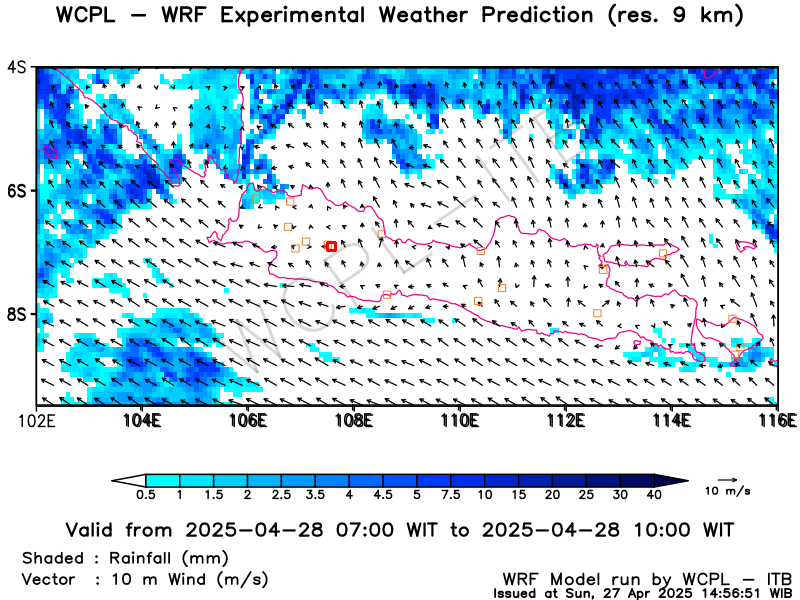 WCPL – WRF Experimental Weather Prediction (res. 9 km)
4S
6S
8S
WCPL-ITB
102E 104E 106E 108E 110E 112E 114E 116E
0.5 1 1.5 2 2.5 3.5 4 4.5 5 7.5 10 15 20 25 30 40
10 m/s
Valid from 2025-04-28 07:00 WIT to 2025-04-28 10:00 WIT
Shaded : Rainfall (mm)
Vector : 10 m Wind (m/s)
WRF Model run by WCPL – ITB
Issued at Sun, 27 Apr 2025 14:56:51 WIB